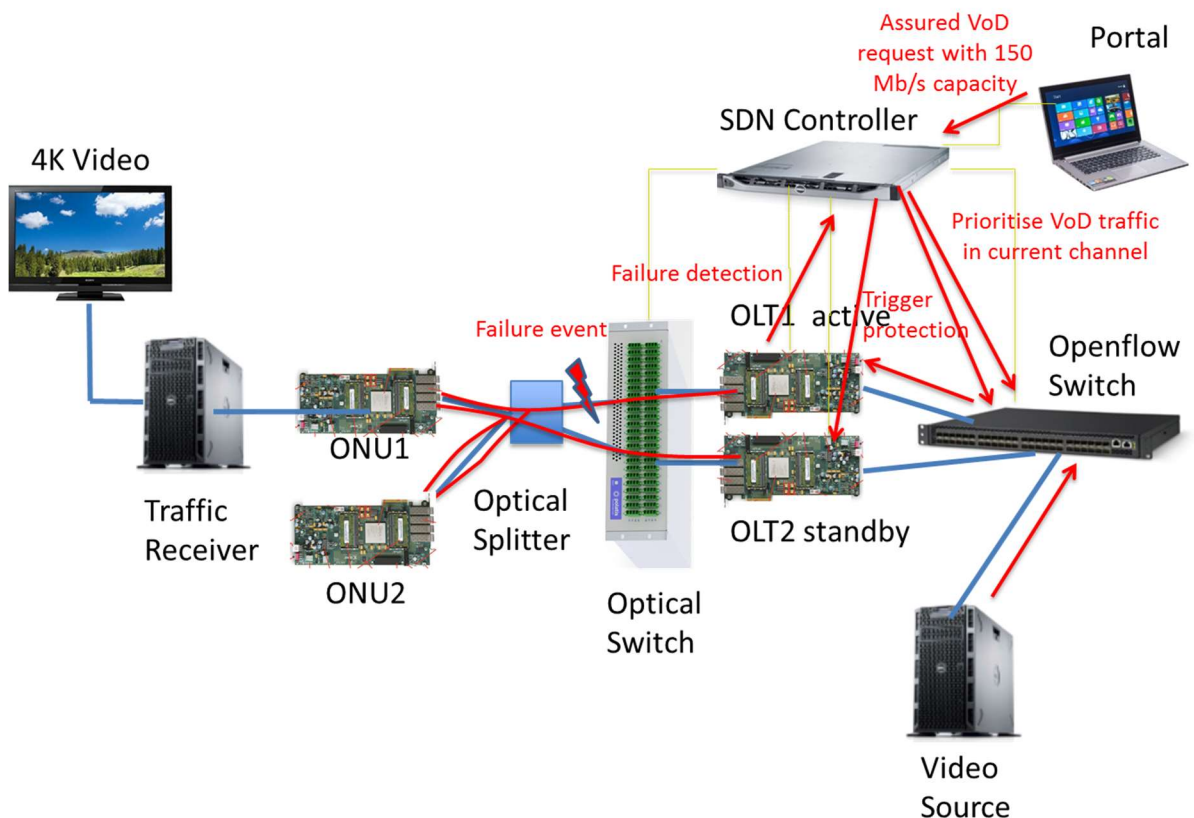 Assured VoD
request with 150
Mb/s capacity
Portal
SDN Controller
4K Video
Prioritise VoD traffic
in current channel
Failure detection
Trigger
protection
OLT1 active
Failure event
Openflow
Switch
ONU1
Traffic
Receiver
Optical
Splitter
OLT2 standby
ONU2
Optical
Switch
Video
Source